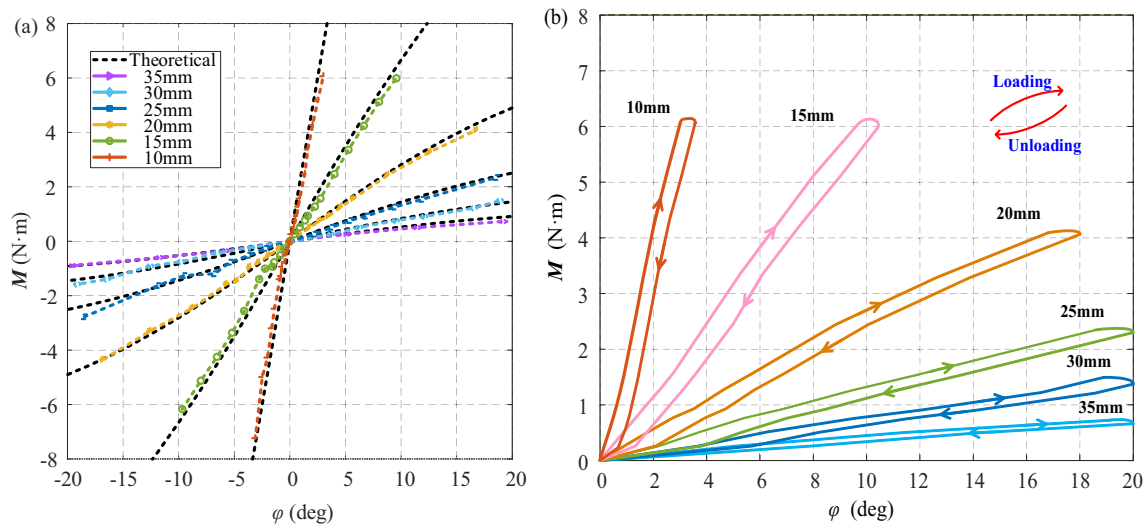 (a)
M (N·m)
8
6
4
2
0
-2
-4
-6
-8
Theoretical
35mm
30mm
25mm
20mm
15mm
10mm
-20 -15 -10 -5 0 5 10 15 20
φ (deg)
(b)
M (N·m)
8
7
6
5
4
3
2
1
0
Loading
Unloading
10mm
15mm
20mm
25mm
30mm
35mm
0 2 4 6 8 10 12 14 16 18 20
φ (deg)